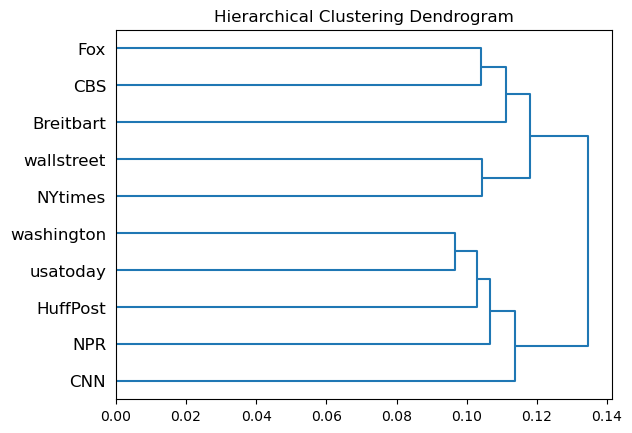 Hierarchical Clustering Dendrogram
Fox
CBS
Breitbart
wallstreet
NYtimes
washington
usatoday
HuffPost
NPR
CNN
0.00 0.02 0.04 0.06 0.08 0.10 0.12 0.14